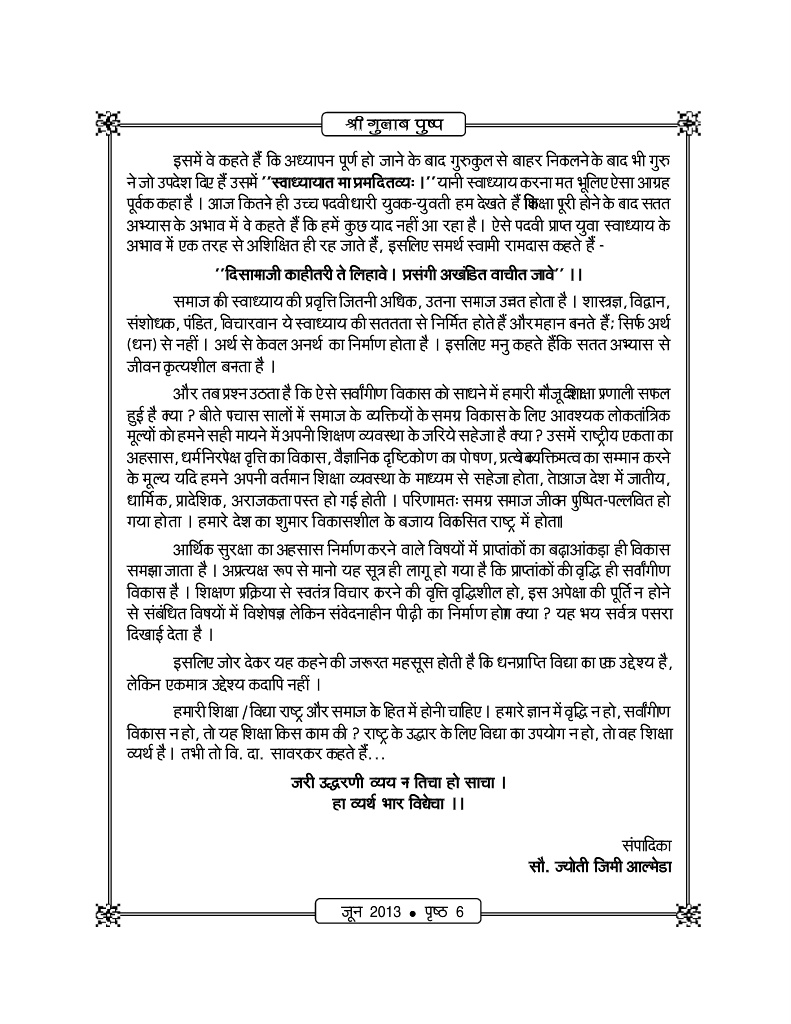 श्री गुलाब पुष्प
इसमें वे कहते हैं कि अध्यापन पूर्ण हो जाने के बाद गुरुकुल से बाहर निकलने के बाद भी गुरु
ने जो उपदेश दिए हैं उसमें ''स्वाध्यायात मा प्रमदितव्यः ।'' यानी स्वाध्याय करना मत भूलिए ऐसा आग्रह
पूर्वक कहा है । आज कितने ही उच्च पदवीधारी युवक-युवती हम देखते हैं कि शिक्षा पूरी होने के बाद सतत
अभ्यास के अभाव में वे कहते हैं कि हमें कुछ याद नहीं आ रहा है । ऐसे पदवी प्राप्त युवा स्वाध्याय के
अभाव में एक तरह से अशिक्षित ही रह जाते हैं, इसलिए समर्थ स्वामी रामदास कहते हैं -
''दिसामाजी काहीतरी ते लिहावे । प्रसंगी अखंडित वाचीत जावे'' ।।
समाज की स्वाध्याय की प्रवृत्ति जितनी अधिक, उतना समाज उन्नत होता है । शास्त्रज्ञ, विद्वान,
संशोधक, पंडित, विचारवान ये स्वाध्याय की सततता से निर्मित होते हैं और महान बनते हैं; सिर्फ अर्थ
(धन) से नहीं । अर्थ से केवल अनर्थ का निर्माण होता है । इसलिए मनु कहते हैं कि सतत अभ्यास से
जीवन कृत्यशील बनता है ।
और तब प्रश्न उठता है कि ऐसे सर्वांगीण विकास को साधने में हमारी मौजूदा शिक्षा प्रणाली सफल
हुई है क्या ? बीते पचास सालों में समाज के व्यक्तियों के समग्र विकास के लिए आवश्यक लोकतांत्रिक
मूल्यों को हमने सही मायने में अपनी शिक्षण व्यवस्था के जरिये सहेजा है क्या ? उसमें राष्ट्रीय एकता का
अहसास, धर्मनिरपेक्ष वृत्ति का विकास, वैज्ञानिक दृष्टिकोण का पोषण, प्रत्येक व्यक्तिमत्व का सम्मान करने
के मूल्य यदि हमने अपनी वर्तमान शिक्षा व्यवस्था के माध्यम से सहेजा होता, तो आज देश में जातीय,
धार्मिक, प्रादेशिक, अराजकता पस्त हो गई होती । परिणामतः समग्र समाज जीवन पुष्पित-पल्लवित हो
गया होता । हमारे देश का शुमार विकासशील के बजाय विकसित राष्ट्र में होता ।
आर्थिक सुरक्षा का अहसास निर्माण करने वाले विषयों में प्राप्तांकों का बढ़ा आंकड़ा ही विकास
समझा जाता है । अप्रत्यक्ष रूप से मानो यह सूत्र ही लागू हो गया है कि प्राप्तांकों की वृद्धि ही सर्वांगीण
विकास है । शिक्षण प्रक्रिया से स्वतंत्र विचार करने की वृत्ति वृद्धिशील हो, इस अपेक्षा की पूर्ति न होने
से संबंधित विषयों में विशेषज्ञ लेकिन संवेदनाहीन पीढ़ी का निर्माण होगा क्या ? यह भय सर्वत्र पसरा
दिखाई देता है ।
इसलिए जोर देकर यह कहने की जरूरत महसूस होती है कि धनप्राप्ति विद्या का एक उद्देश्य है,
लेकिन एकमात्र उद्देश्य कदापि नहीं ।
हमारी शिक्षा / विद्या राष्ट्र और समाज के हित में होनी चाहिए । हमारे ज्ञान में वृद्धि न हो, सर्वांगीण
विकास न हो, तो यह शिक्षा किस काम की ? राष्ट्र के उद्धार के लिए विद्या का उपयोग न हो, तो वह शिक्षा
व्यर्थ है । तभी तो वि. दा. सावरकर कहते हैं...
जरी उद्धरणी व्यय न तिचा हो साचा ।
हा व्यर्थ भार विद्येचा ।।
संपादिका
सौ. ज्योती जिमी आल्मेडा
जून 2013 ● पृष्ठ 6